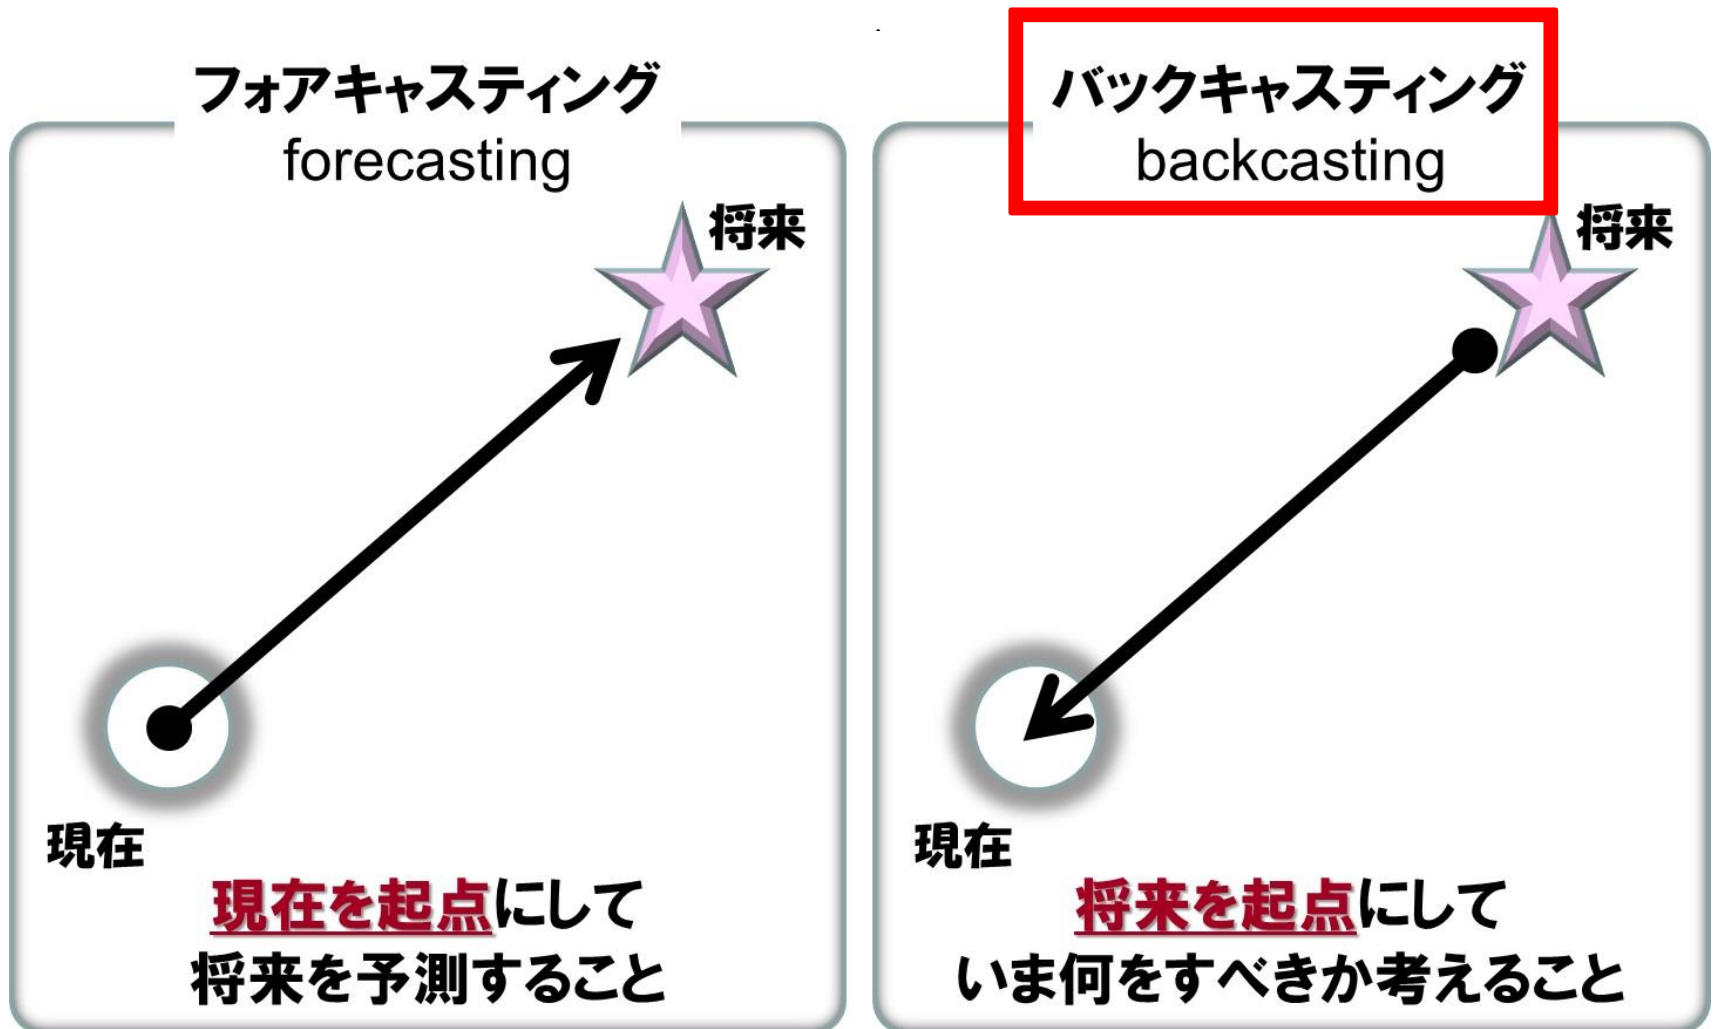 フォアキャスティング
forecasting
将来
現在
現在を起点にして
将来を予測すること
バックキャスティング
backcasting
将来
現在
将来を起点にして
いま何をすべきか考えること